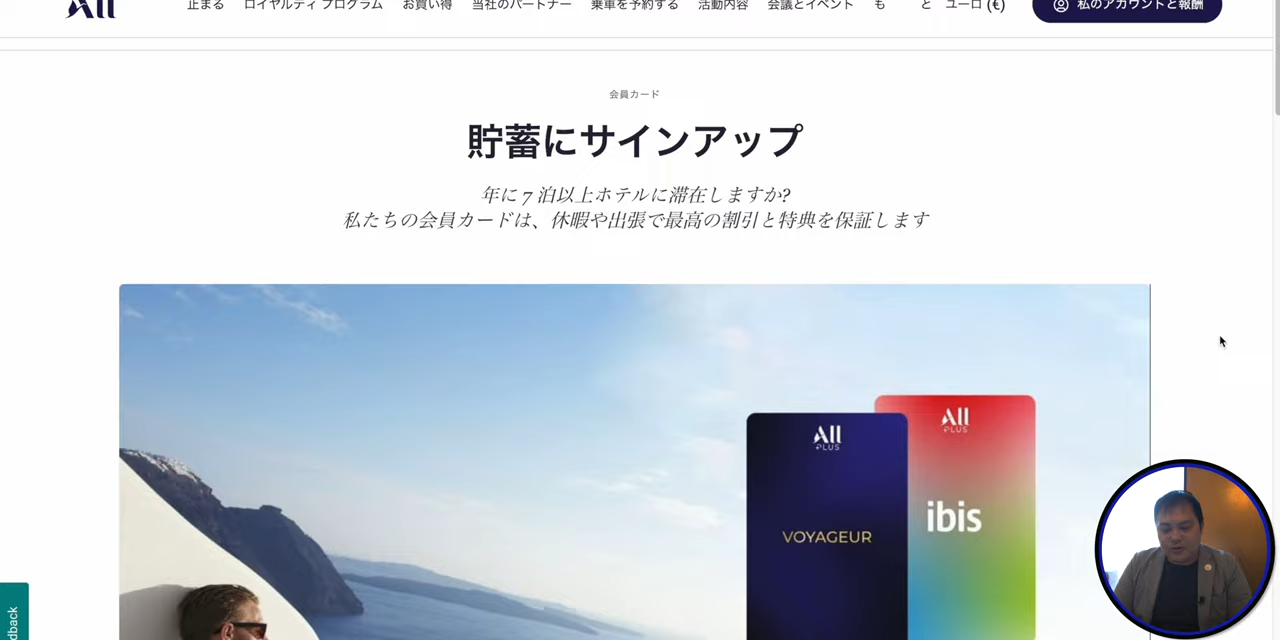 ALL
止まる ロイヤルティ プログラム お買い得 当社のパートナー 乗車を予約する 活動内容 会議とイベント も と ユーロ (€) 私のアカウントと報酬
会員カード
貯蓄にサインアップ
年に 7 泊以上ホテルに滞在しますか?
私たちの会員カードは、休暇や出張で最高の割引と特典を保証します
ALL
PLUS
VOYAGEUR
ALL
PLUS
ibis
dback